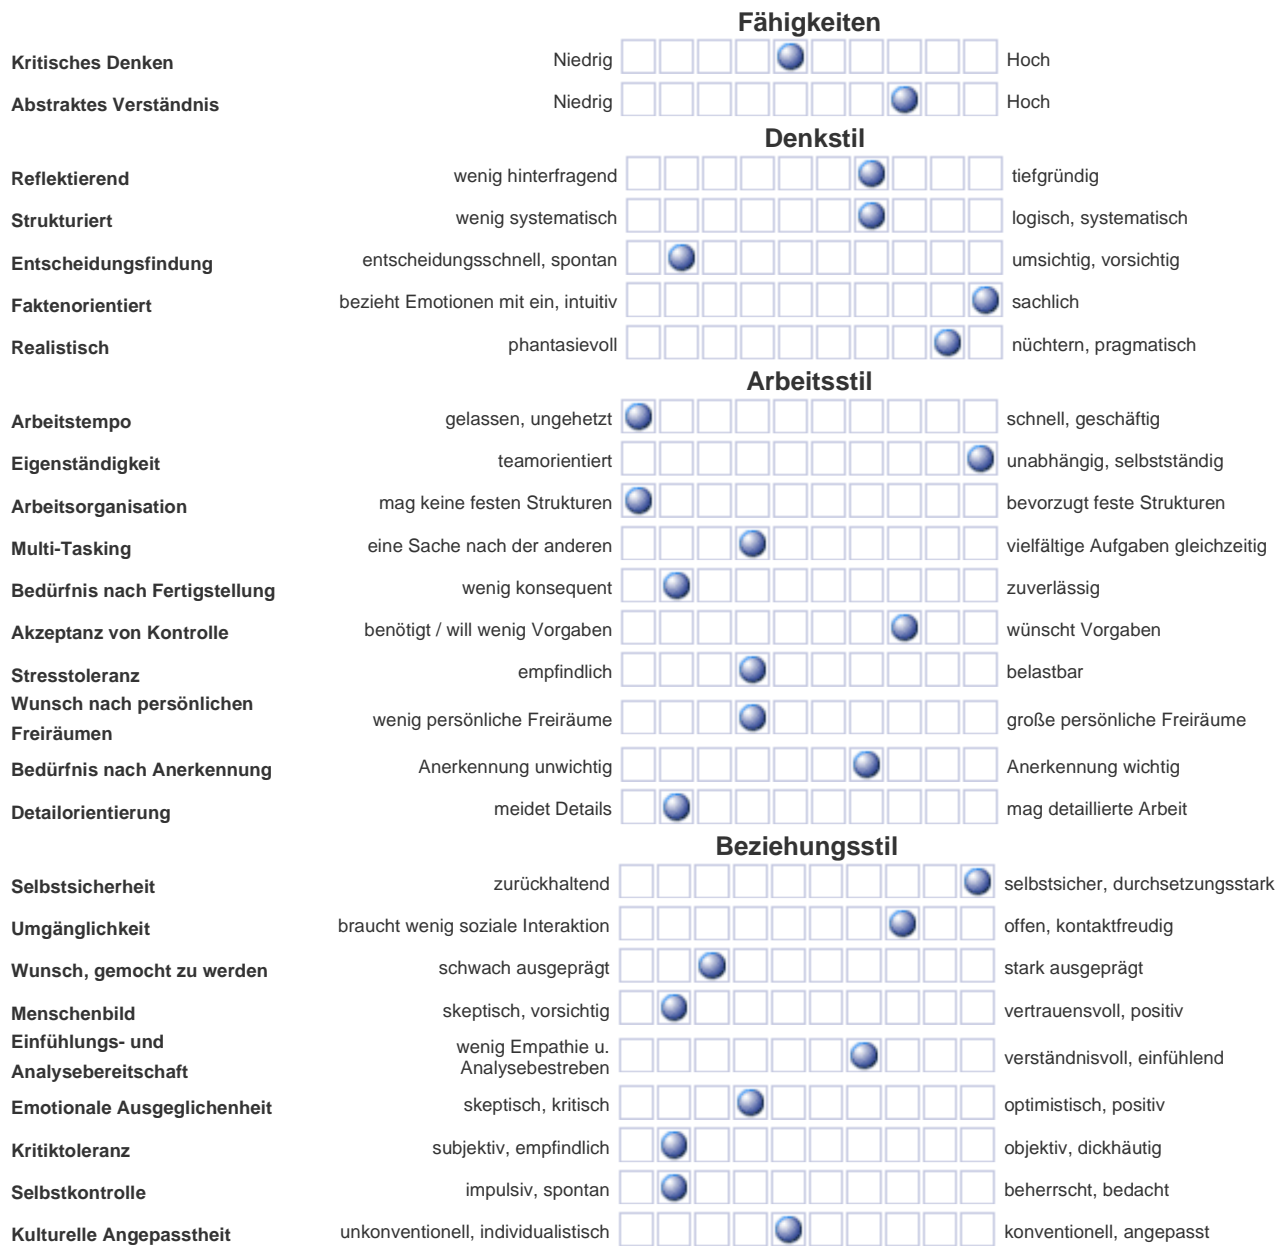 Fähigkeiten
Kritisches Denken Niedrig Hoch
Abstraktes Verständnis Niedrig Hoch
Denkstil
Reflektierend wenig hinterfragend tiefgründig
Strukturiert wenig systematisch logisch, systematisch
Entscheidungsfindung entscheidungsschnell, spontan umsichtig, vorsichtig
Faktenorientiert bezieht Emotionen mit ein, intuitiv sachlich
Realistisch phantasievoll nüchtern, pragmatisch
Arbeitsstil
Arbeitstempo gelassen, ungehetzt schnell, geschäftig
Eigenständigkeit teamorientiert unabhängig, selbstständig
Arbeitsorganisation mag keine festen Strukturen bevorzugt feste Strukturen
Multi-Tasking eine Sache nach der anderen vielfältige Aufgaben gleichzeitig
Bedürfnis nach Fertigstellung wenig konsequent zuverlässig
Akzeptanz von Kontrolle benötigt / will wenig Vorgaben wünscht Vorgaben
Stresstoleranz empfindlich belastbar
Wunsch nach persönlichen
Freiräumen wenig persönliche Freiräume große persönliche Freiräume
Bedürfnis nach Anerkennung Anerkennung unwichtig Anerkennung wichtig
Detailorientierung meidet Details mag detaillierte Arbeit
Beziehungsstil
Selbstsicherheit zurückhaltend selbstsicher, durchsetzungsstark
Umgänglichkeit braucht wenig soziale Interaktion offen, kontaktfreudig
Wunsch, gemocht zu werden schwach ausgeprägt stark ausgeprägt
Menschenbild skeptisch, vorsichtig vertrauensvoll, positiv
Einfühlungs- und
Analysebereitschaft wenig Empathie u.
Analysebestreben verständnisvoll, einfühlend
Emotionale Ausgeglichenheit skeptisch, kritisch optimistisch, positiv
Kritiktoleranz subjektiv, empfindlich objektiv, dickhäutig
Selbstkontrolle impulsiv, spontan beherrscht, bedacht
Kulturelle Angepasstheit unkonventionell, individualistisch konventionell, angepasst